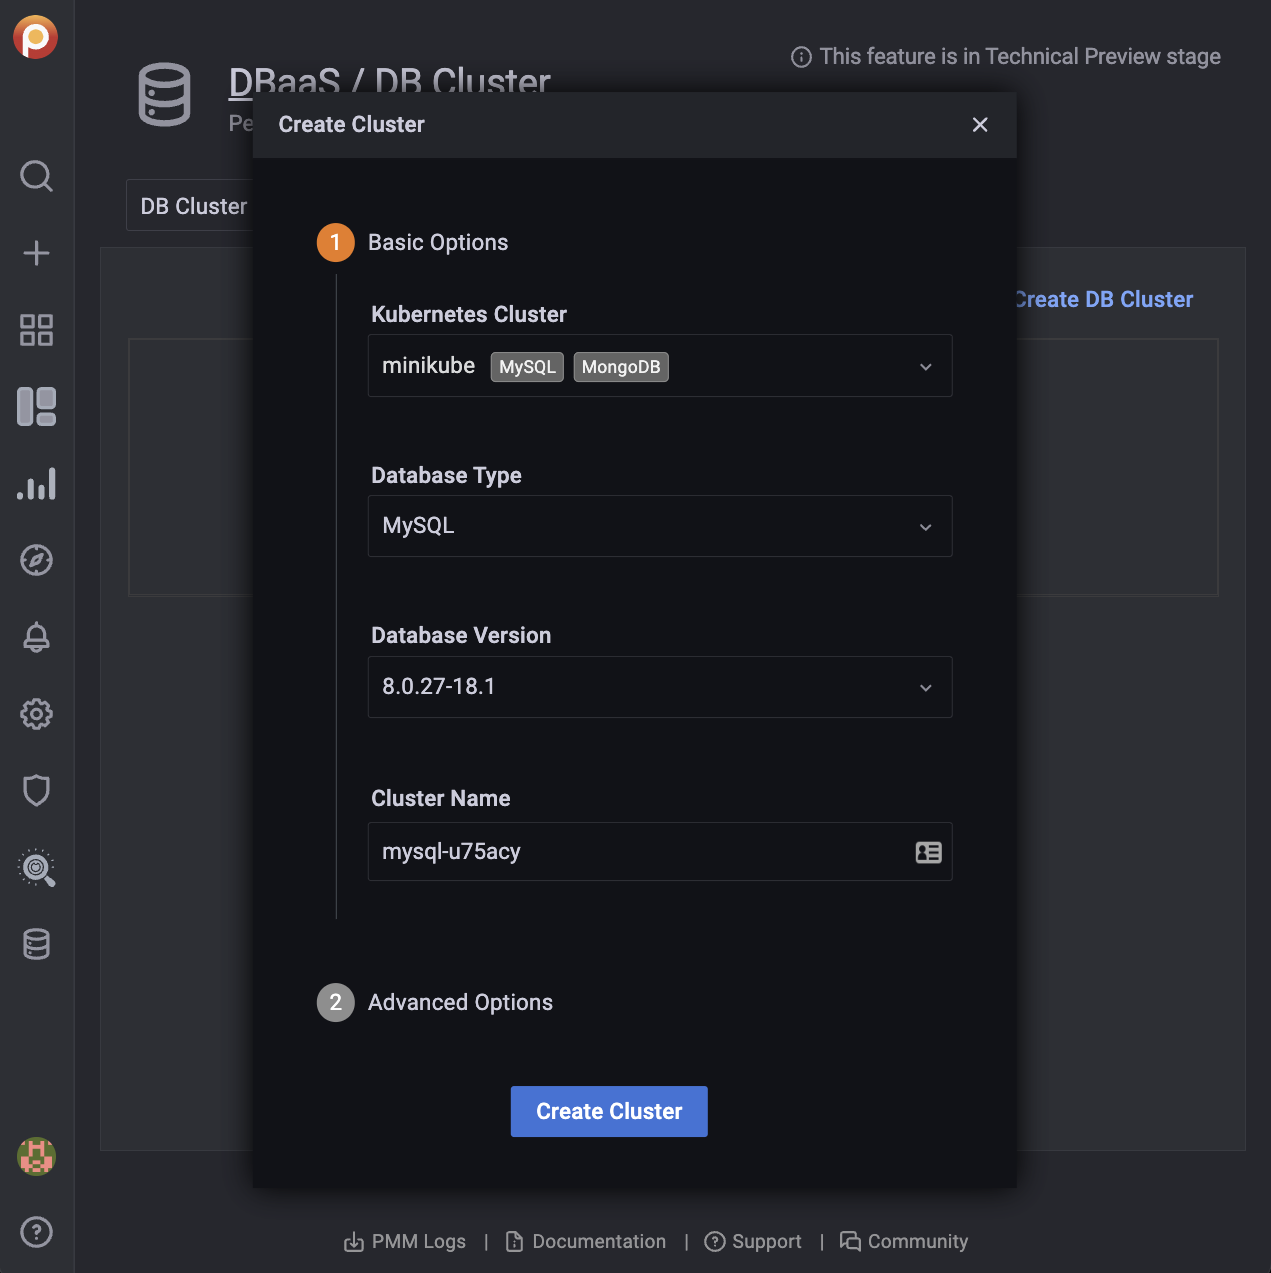 This feature is in Technical Preview stage
DBaaS / DB Cluster
Pe
Create Cluster
DB Cluster
1 Basic Options
Create DB Cluster
Kubernetes Cluster
minikube MySQL MongoDB
Database Type
MySQL
Database Version
8.0.27-18.1
Cluster Name
mysql-u75acy
2 Advanced Options
Create Cluster
PMM Logs | Documentation | Support | Community